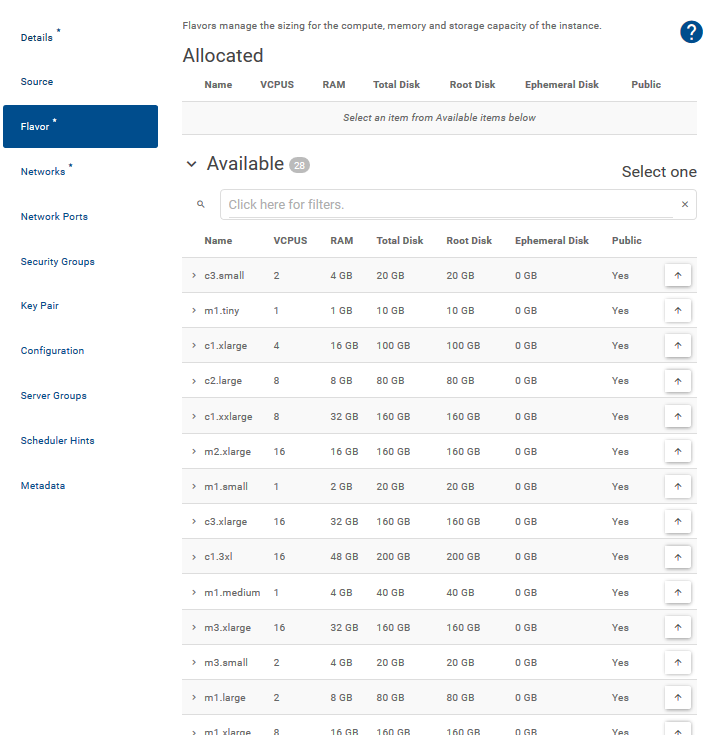 Flavors manage the sizing for the compute, memory and storage capacity of the instance.
?
Details *
Source
Flavor *
Networks *
Network Ports
Security Groups
Key Pair
Configuration
Server Groups
Scheduler Hints
Metadata
Allocated
Name VCPUS RAM Total Disk Root Disk Ephemeral Disk Public
Select an item from Available items below
Available 28
Select one
Click here for filters. ×
Name VCPUS RAM Total Disk Root Disk Ephemeral Disk Public
c3.small 2 4 GB 20 GB 20 GB 0 GB Yes
m1.tiny 1 1 GB 10 GB 10 GB 0 GB Yes
c1.xlarge 4 16 GB 100 GB 100 GB 0 GB Yes
c2.large 8 8 GB 80 GB 80 GB 0 GB Yes
c1.xxlarge 8 32 GB 160 GB 160 GB 0 GB Yes
m2.xlarge 16 16 GB 160 GB 160 GB 0 GB Yes
m1.small 1 2 GB 20 GB 20 GB 0 GB Yes
c3.xlarge 16 32 GB 160 GB 160 GB 0 GB Yes
c1.3xl 16 48 GB 200 GB 200 GB 0 GB Yes
m1.medium 1 4 GB 40 GB 40 GB 0 GB Yes
m3.xlarge 16 32 GB 160 GB 160 GB 0 GB Yes
m3.small 2 4 GB 20 GB 20 GB 0 GB Yes
m1.large 2 8 GB 80 GB 80 GB 0 GB Yes
m1.xlarge 8 16 GB 160 GB 160 GB 0 GB Yes